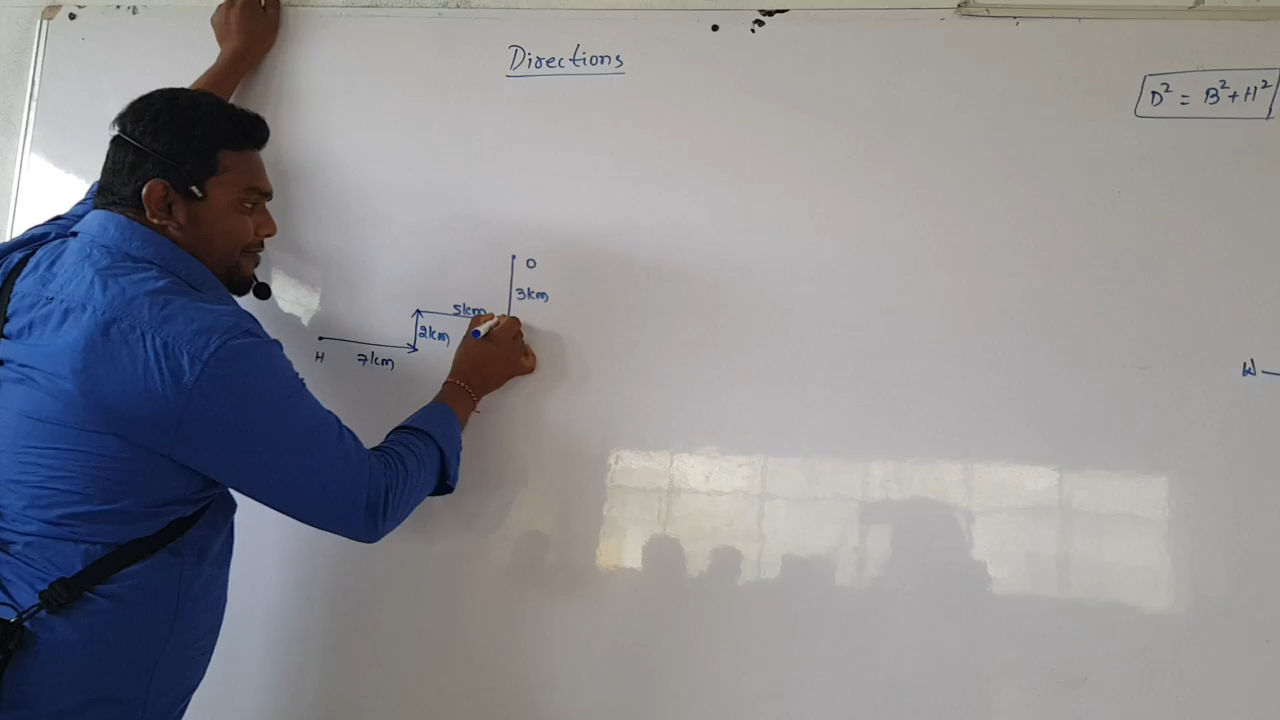 Directions
D² = B² + H²
O
3km
5km
2km
H
7km
W